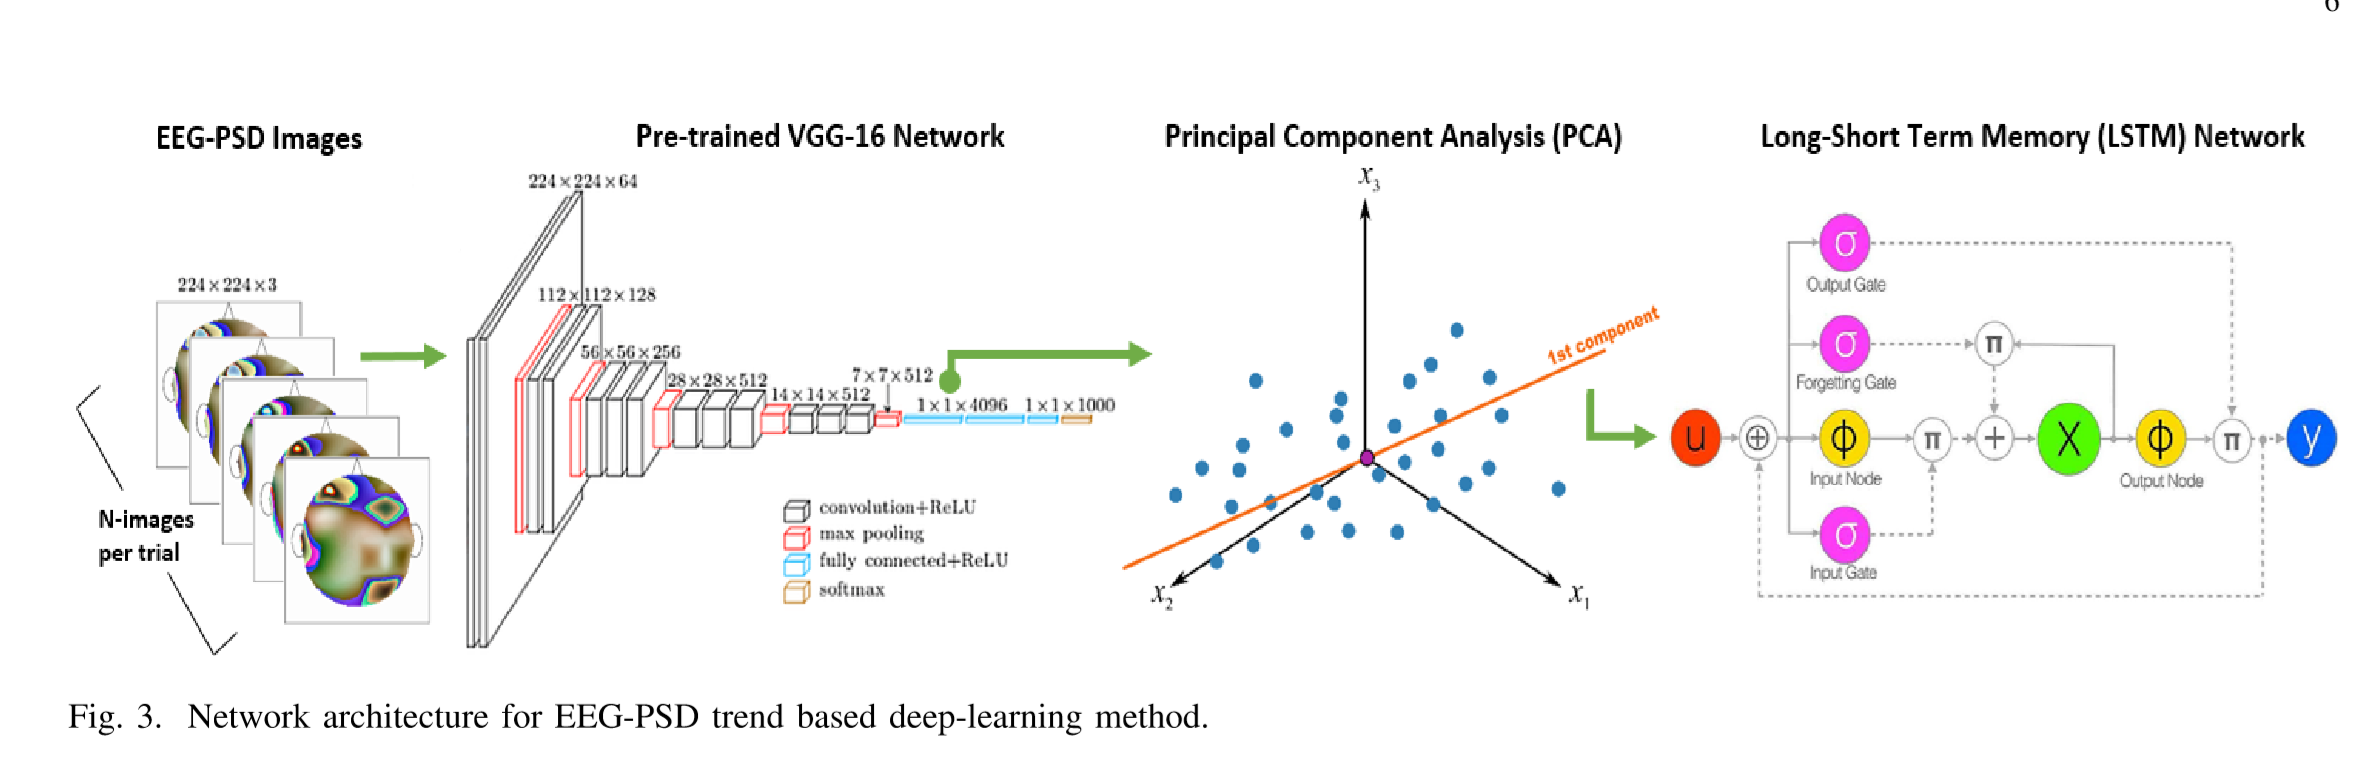 6
EEG-PSD Images
Pre-trained VGG-16 Network
Principal Component Analysis (PCA)
Long-Short Term Memory (LSTM) Network
224×224×3
N-images
per trial
224×224×64
112×112×128
56×56×256
28×28×512
14×14×512
7×7×512
1×1×4096
1×1×1000
convolution+ReLU
max pooling
fully connected+ReLU
softmax
x3
1st component
x2
x1
σ
Output Gate
σ
π
Forgetting Gate
u
⊕
ϕ
π
+
X
ϕ
π
y
Input Node
Output Node
σ
Input Gate
Fig. 3. Network architecture for EEG-PSD trend based deep-learning method.